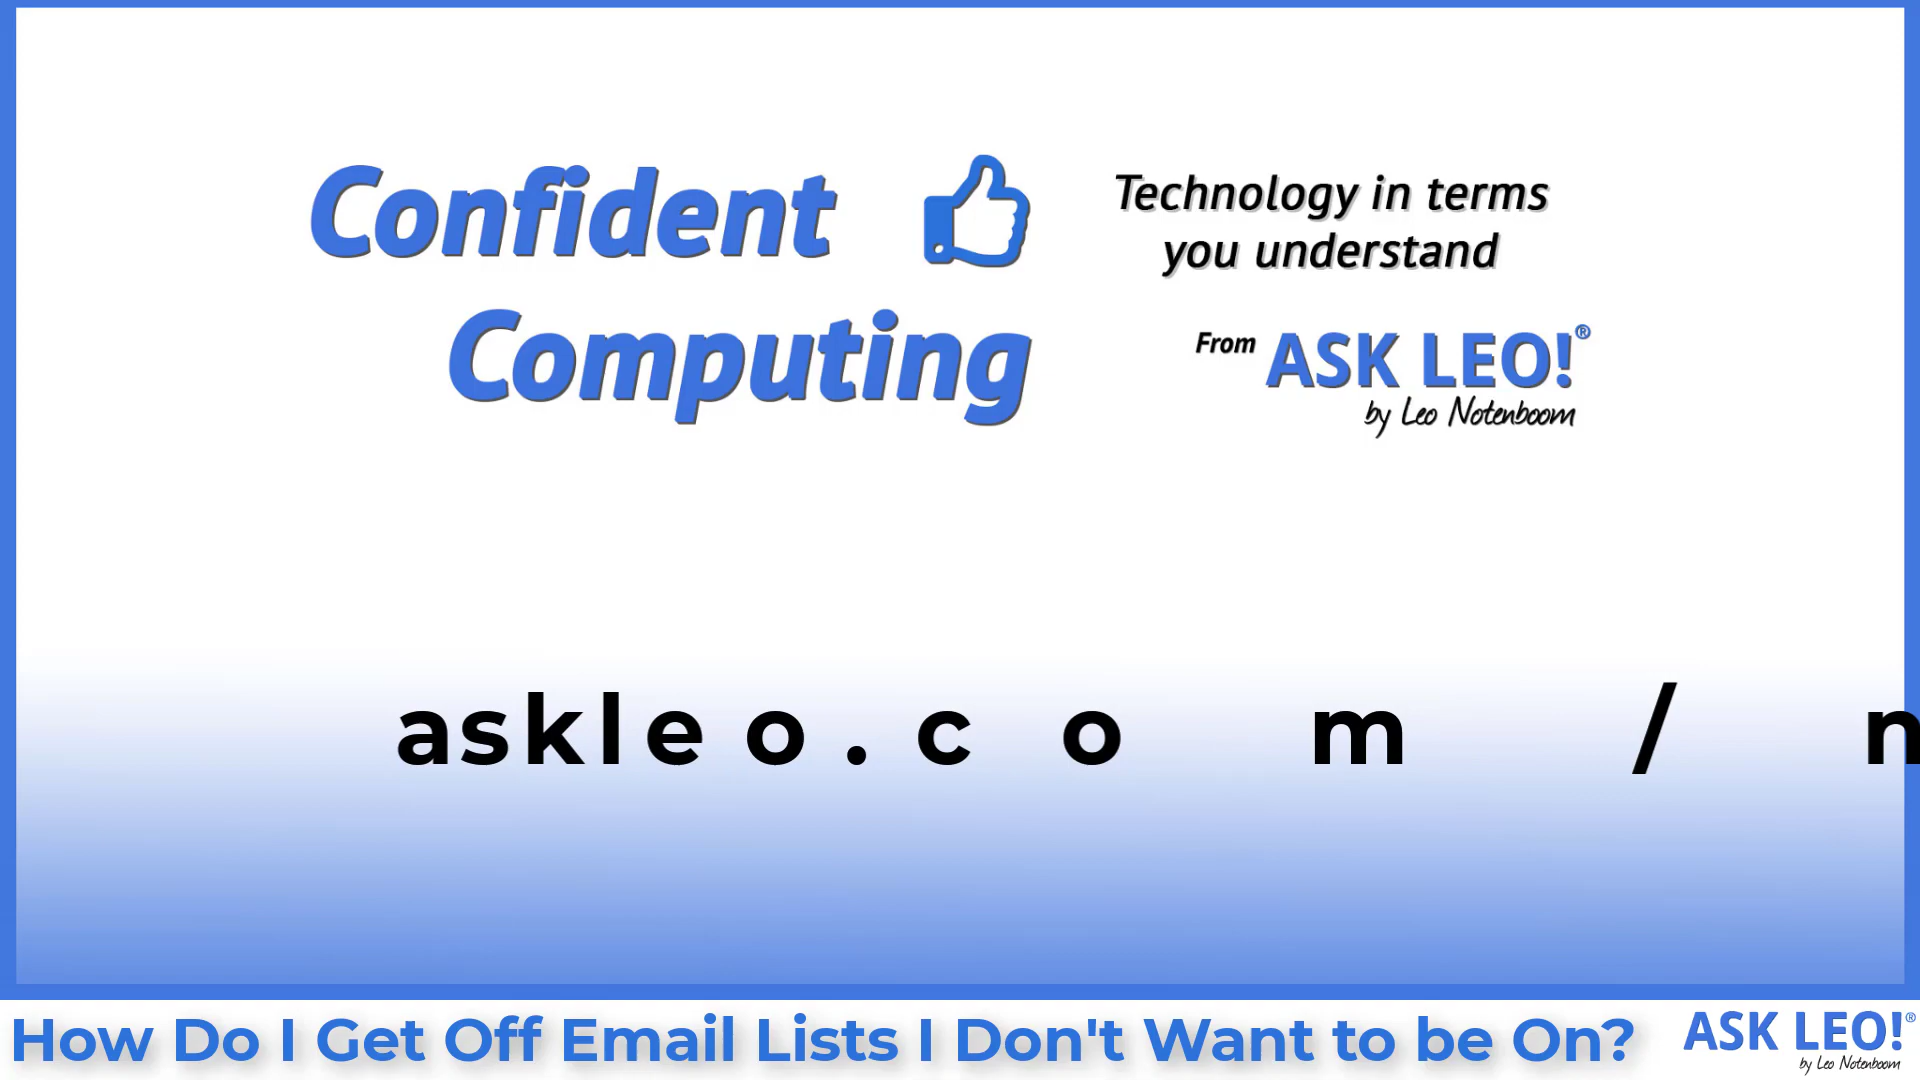 Confident
Computing
Technology in terms
you understand
From ASK LEO!®
by Leo Notenboom
askleo.com/n
How Do I Get Off Email Lists I Don't Want to be On?
ASK LEO!®
by Leo Notenboom